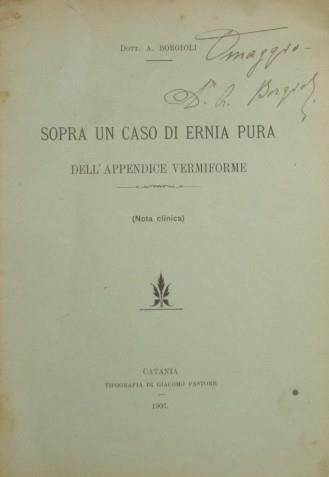 Dott. A. BORGIOLI
Omaggio
A. Borgioli
SOPRA UN CASO DI ERNIA PURA
DELL'APPENDICE VERMIFORME
(Nota clinica)
CATANIA
TIPOGRAFIA DI GIACOMO PASTORE
1907.